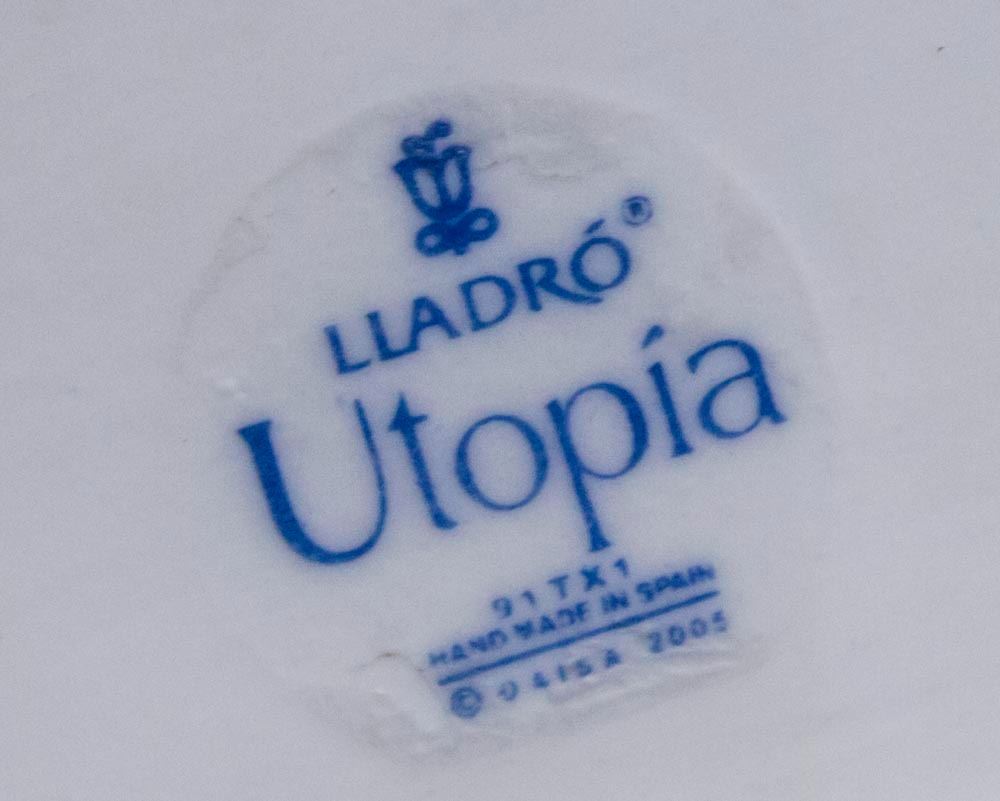 LLADRÓ®
Utopía
91TX1
HAND MADE IN SPAIN
© DAISA 2005